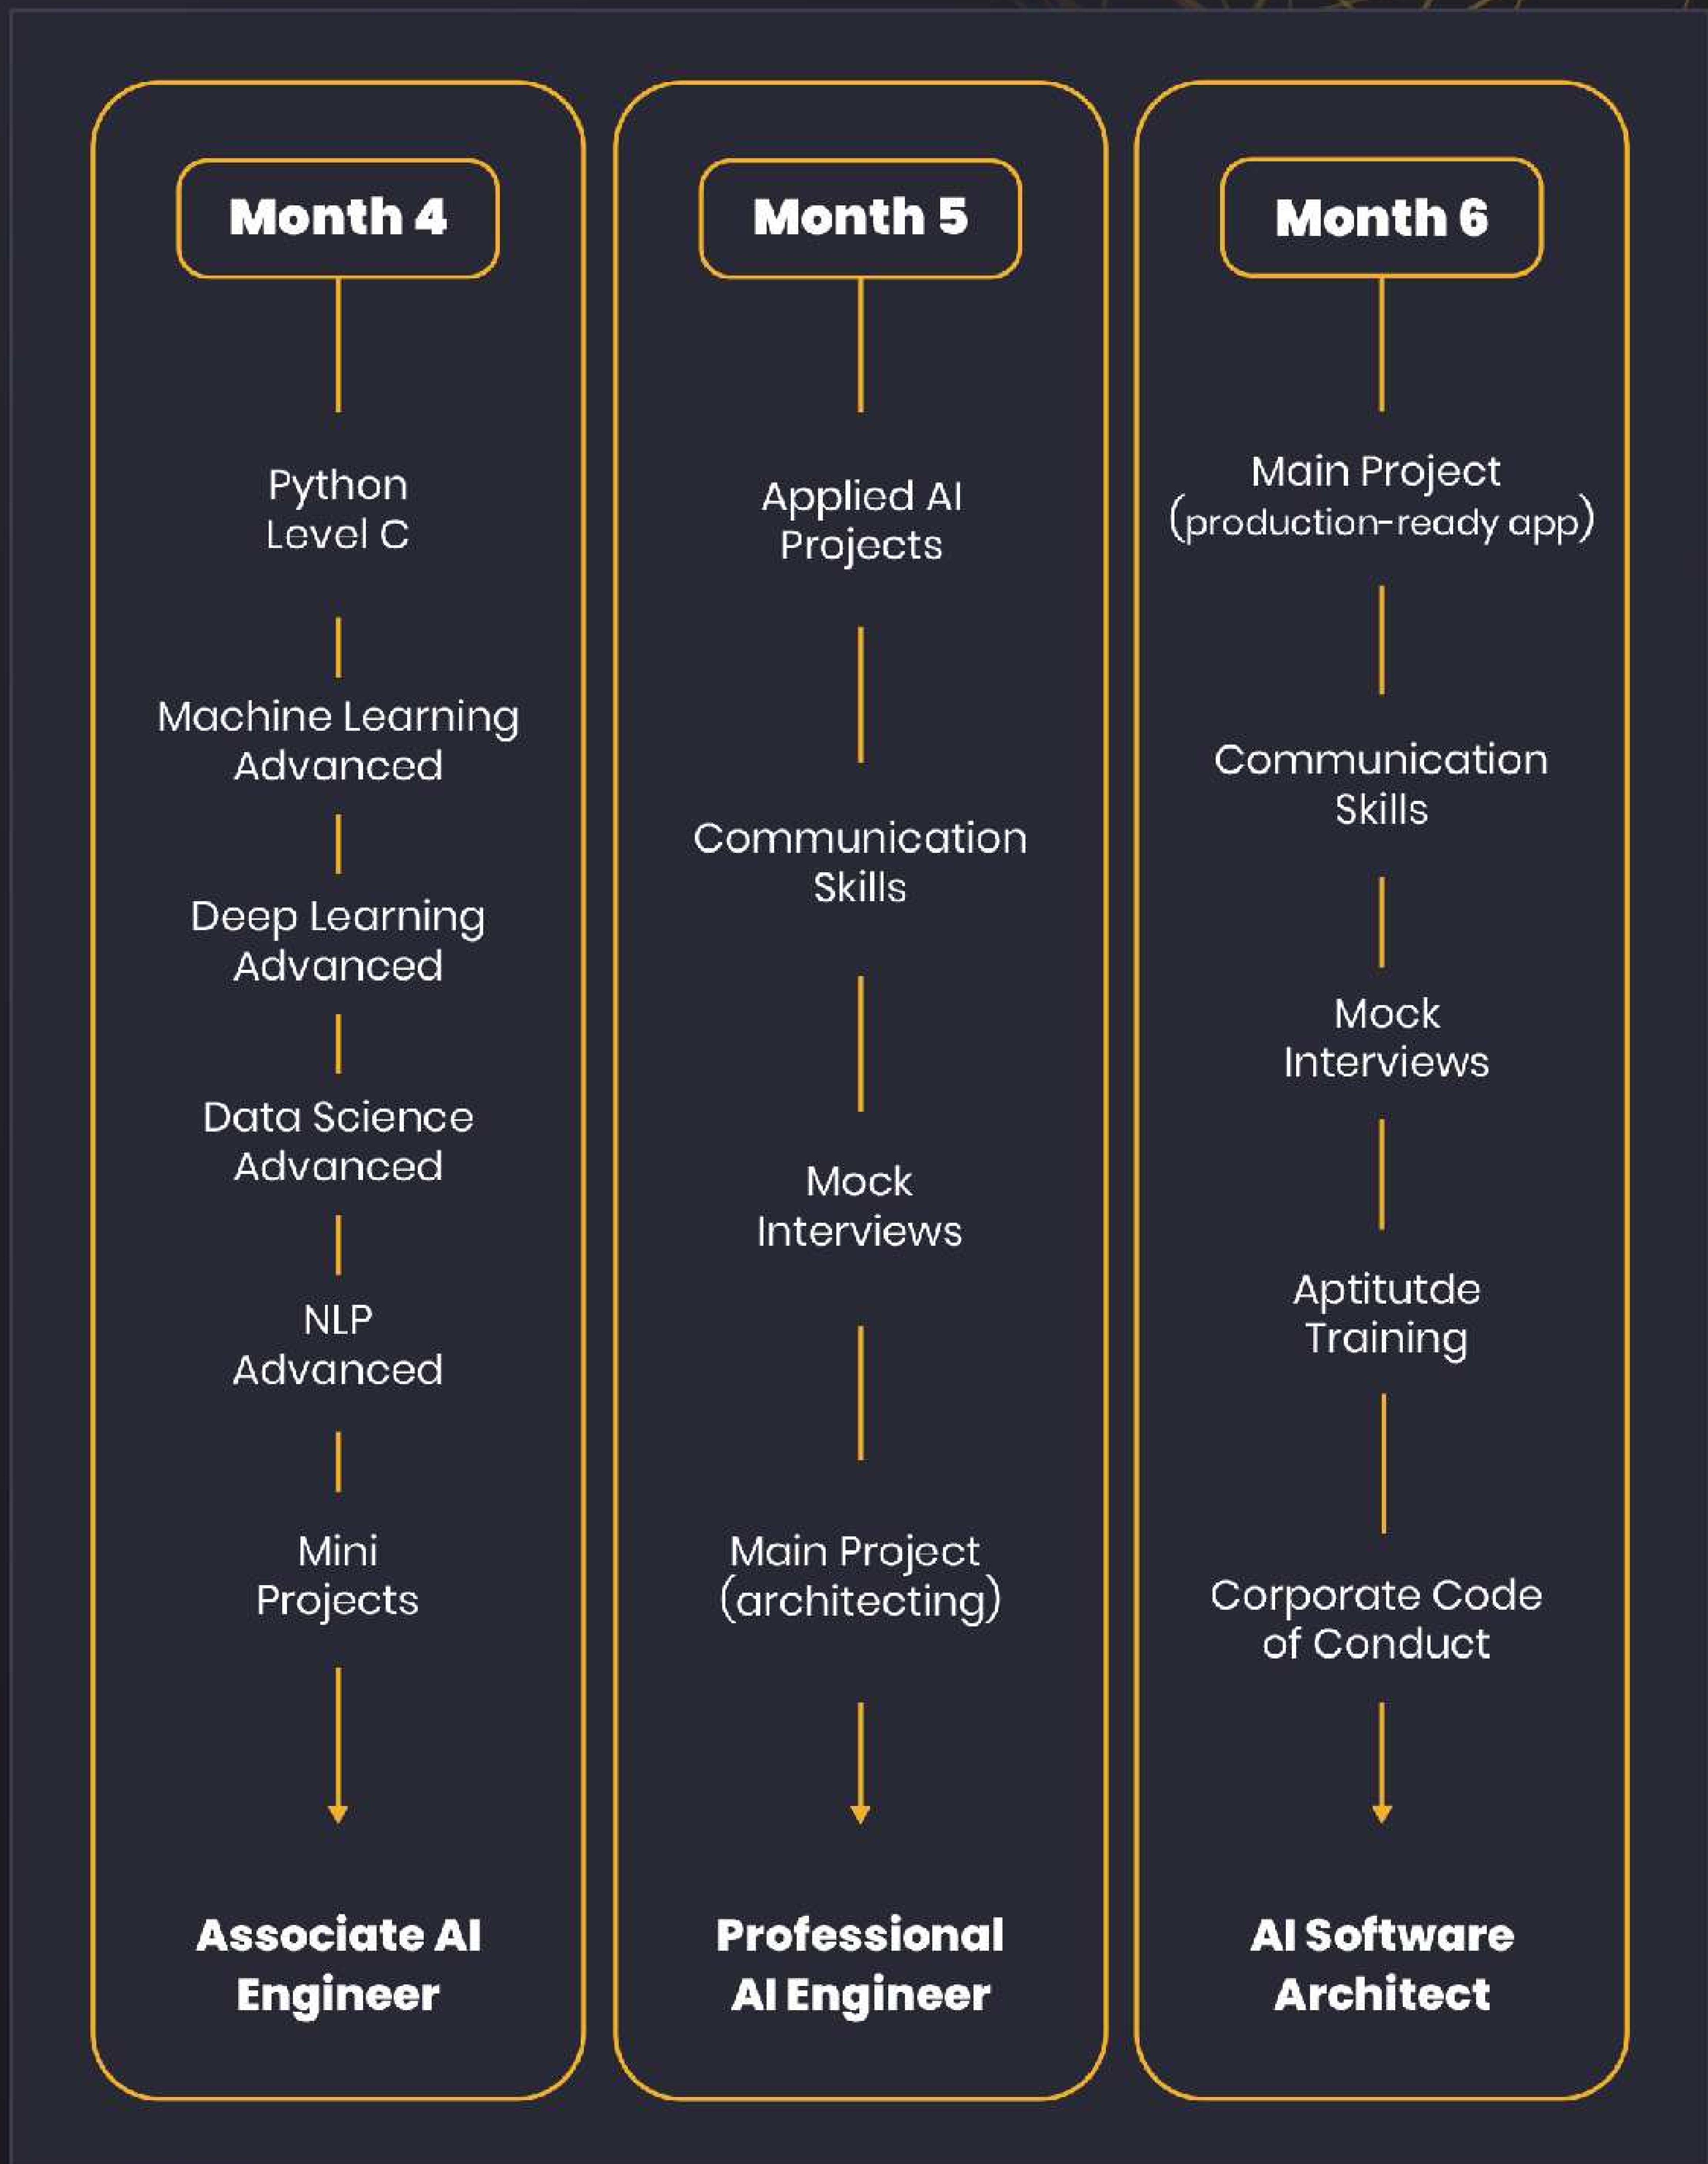 Month 4
Python
Level C
Machine Learning
Advanced
Deep Learning
Advanced
Data Science
Advanced
NLP
Advanced
Mini
Projects
Associate AI
Engineer
Month 5
Applied AI
Projects
Communication
Skills
Mock
Interviews
Main Project
(architecting)
Professional
AI Engineer
Month 6
Main Project
(production-ready app)
Communication
Skills
Mock
Interviews
Aptitutde
Training
Corporate Code
of Conduct
AI Software
Architect